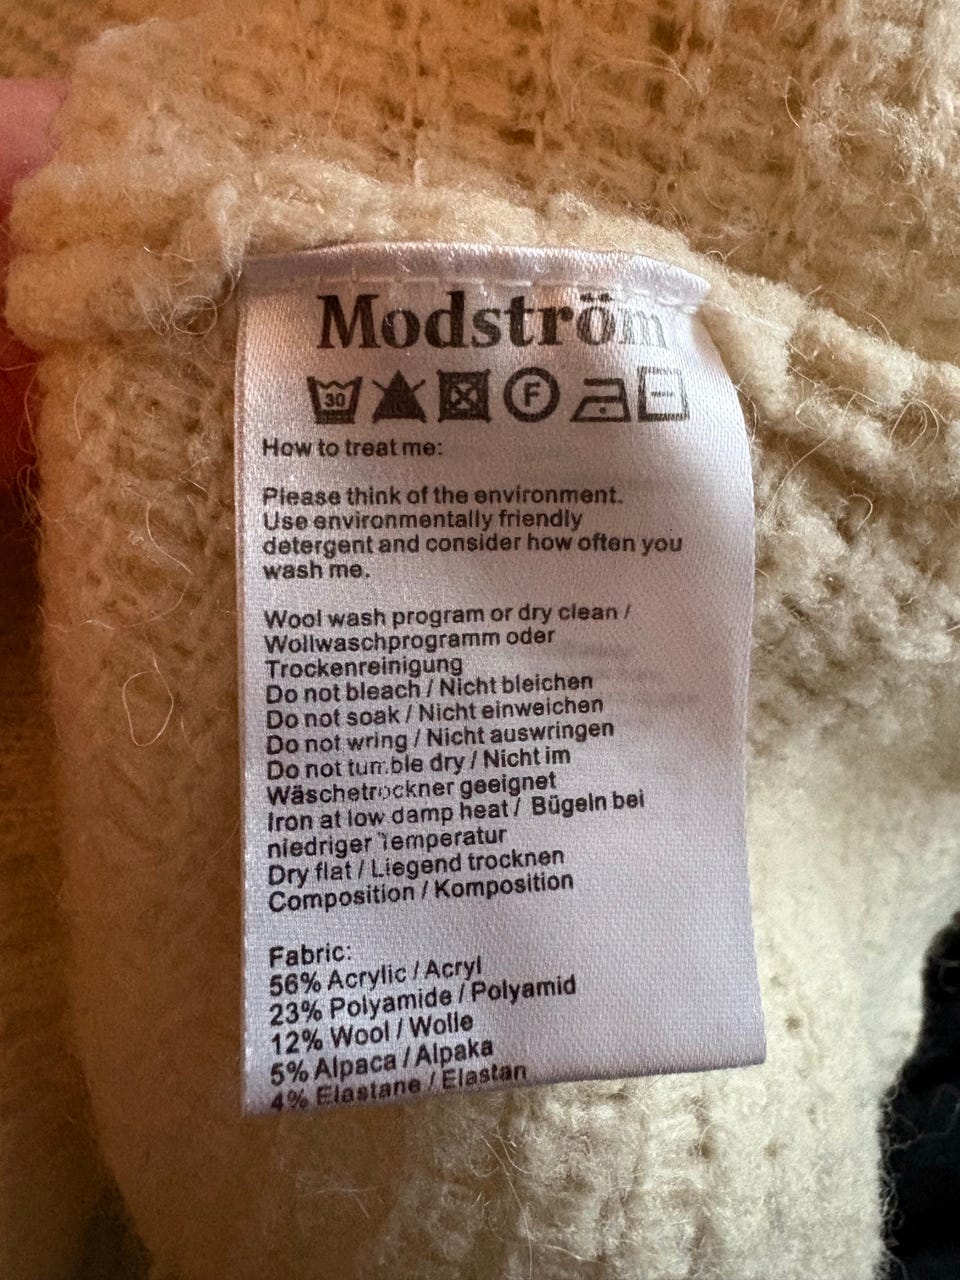 Modström
30 F
How to treat me:
Please think of the environment.
Use environmentally friendly
detergent and consider how often you
wash me.
Wool wash program or dry clean /
Wollwaschprogramm oder
Trockenreinigung
Do not bleach / Nicht bleichen
Do not soak / Nicht einweichen
Do not wring / Nicht auswringen
Do not tumble dry / Nicht im
Wäschetrockner geeignet
Iron at low damp heat / Bügeln bei
niedriger Temperatur
Dry flat / Liegend trocknen
Composition / Komposition
Fabric:
56% Acrylic / Acryl
23% Polyamide / Polyamid
12% Wool / Wolle
5% Alpaca / Alpaka
4% Elastane / Elastan